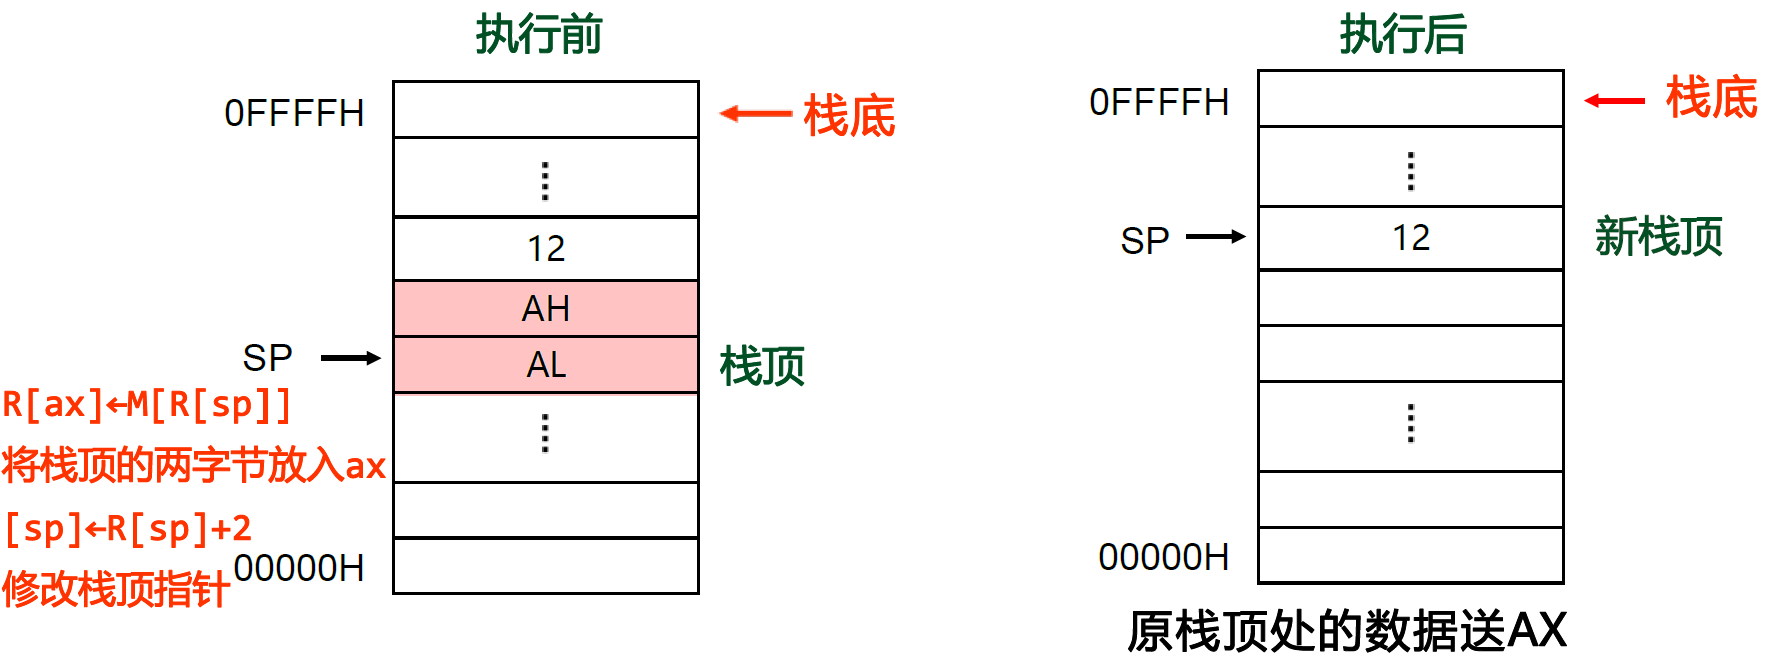 执行前
0FFFFH
栈底
12
AH
SP
AL
栈顶
R[ax]←M[R[sp]]
将栈顶的两字节放入ax
[sp]←R[sp]+2
00000H
修改栈顶指针
执行后
0FFFFH
栈底
SP
12
新栈顶
00000H
原栈顶处的数据送AX